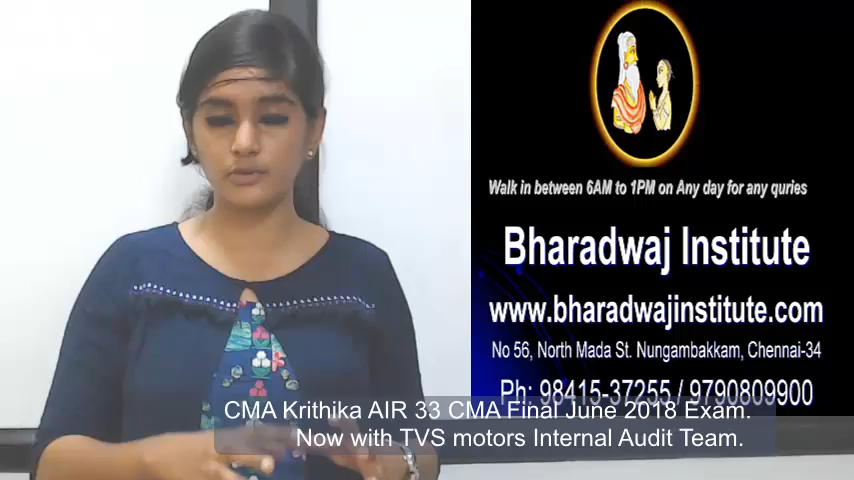 Walk in between 6AM to 1PM on Any day for any quries
Bharadwaj Institute
www.bharadwajinstitute.com
No 56, North Mada St. Nungambakkam, Chennai-34
Ph: 98415-37255 / 9790809900
CMA Krithika AIR 33 CMA Final June 2018 Exam.
Now with TVS motors Internal Audit Team.